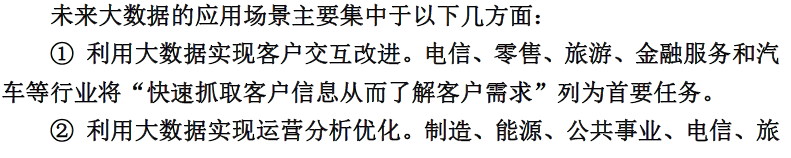 未来大数据的应用场景主要集中于以下几方面：
① 利用大数据实现客户交互改进。电信、零售、旅游、金融服务和汽
车等行业将“快速抓取客户信息从而了解客户需求”列为首要任务。
② 利用大数据实现运营分析优化。制造、能源、公共事业、电信、旅